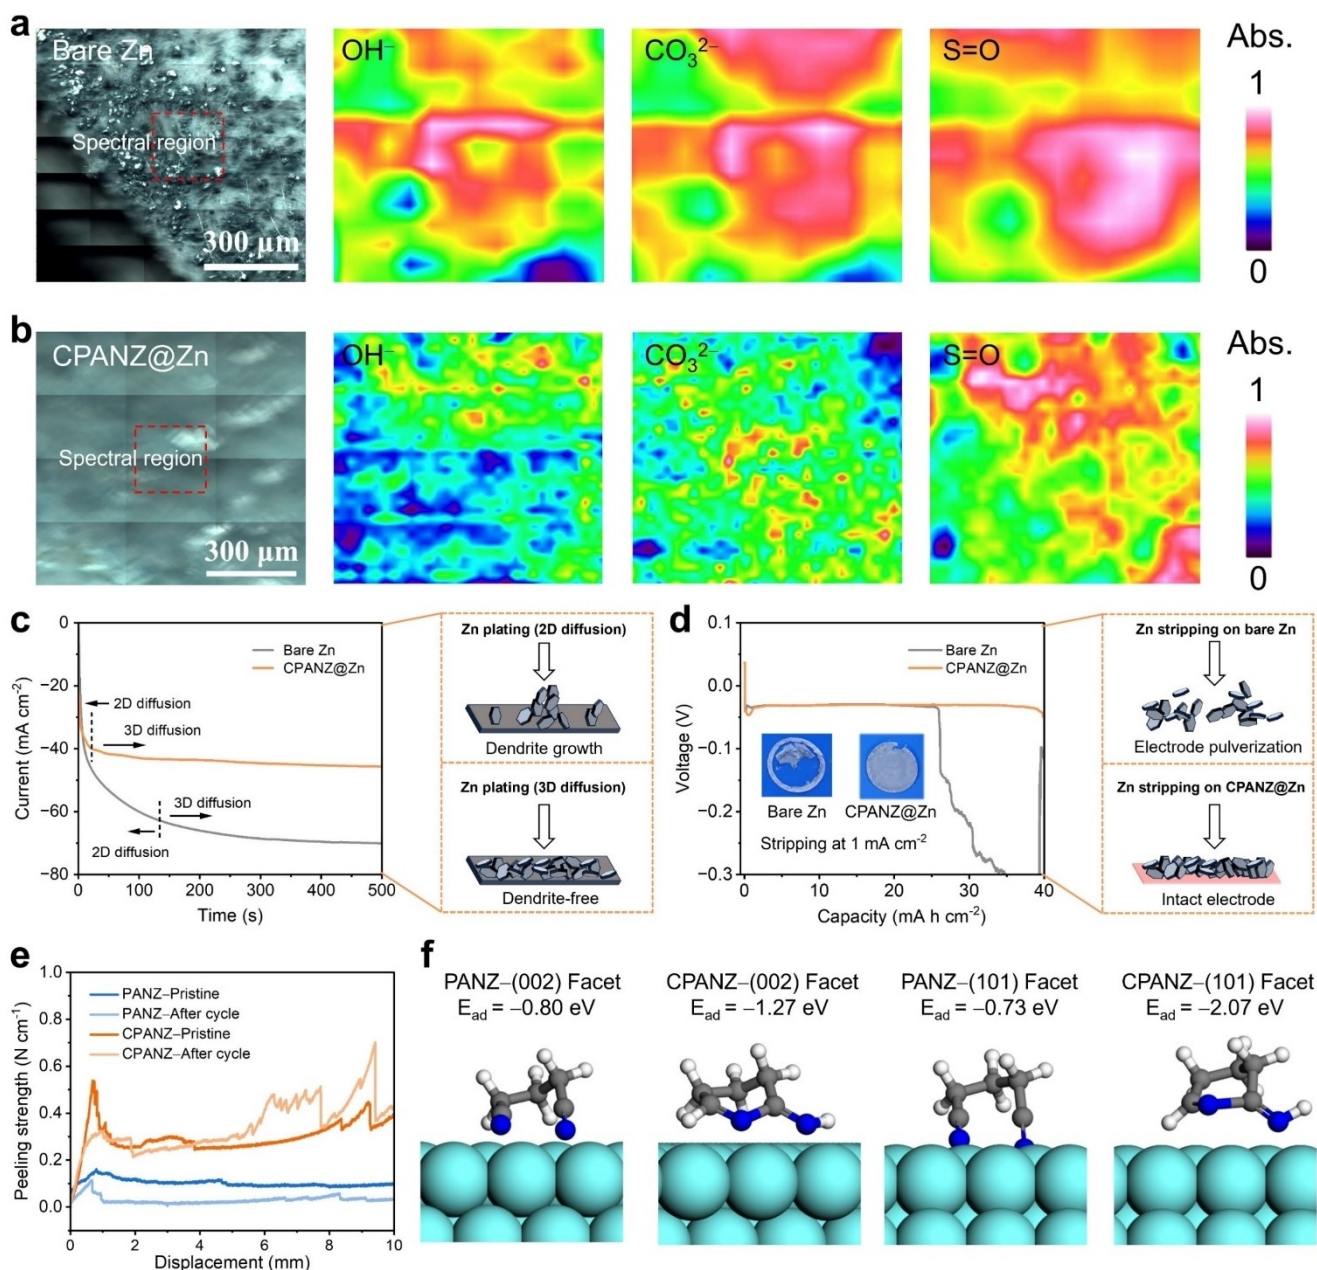 a
Bare Zn
Spectral region
300 µm
OH⁻
CO₃²⁻
S=O
Abs.
1
0
b
CPANZ@Zn
Spectral region
300 µm
OH⁻
CO₃²⁻
S=O
Abs.
1
0
c
0
−20
−40
−60
−80
Current (mA cm⁻²)
Bare Zn
CPANZ@Zn
2D diffusion
3D diffusion
3D diffusion
2D diffusion
0 100 200 300 400 500
Time (s)
Zn plating (2D diffusion)
Dendrite growth
Zn plating (3D diffusion)
Dendrite-free
d
0.1
0.0
−0.1
−0.2
−0.3
Voltage (V)
Bare Zn
CPANZ@Zn
Bare Zn
CPANZ@Zn
Stripping at 1 mA cm⁻²
0 10 20 30 40
Capacity (mA h cm⁻²)
Zn stripping on bare Zn
Electrode pulverization
Zn stripping on CPANZ@Zn
Intact electrode
e
1.0
0.8
0.6
0.4
0.2
0.0
Peeling strength (N cm⁻¹)
PANZ−Pristine
PANZ−After cycle
CPANZ−Pristine
CPANZ−After cycle
0 2 4 6 8 10
Displacement (mm)
f
PANZ−(002) Facet
E_ad = −0.80 eV
CPANZ−(002) Facet
E_ad = −1.27 eV
PANZ−(101) Facet
E_ad = −0.73 eV
CPANZ−(101) Facet
E_ad = −2.07 eV